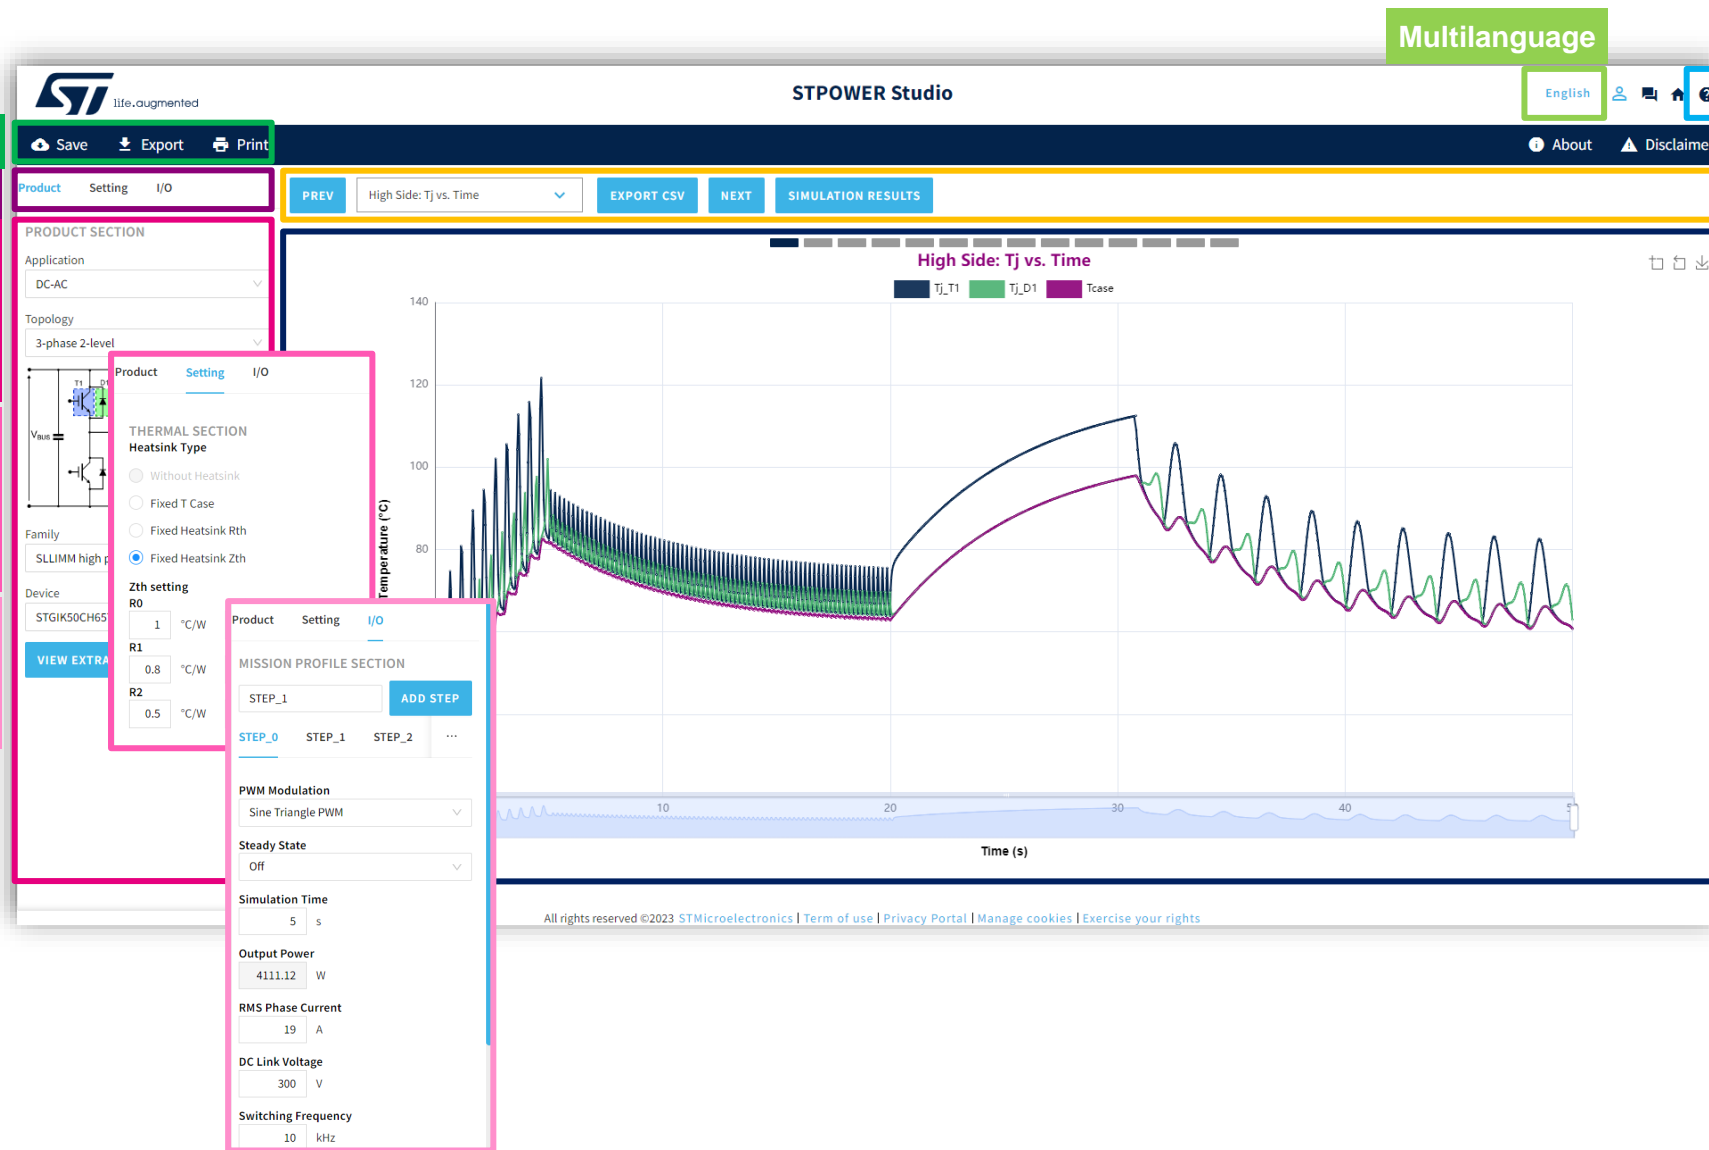 Multilanguage
ST life.augmented
STPOWER Studio
English
Save Export Print
About Disclaime
Product Setting I/O
PREV High Side: Tj vs. Time EXPORT CSV NEXT SIMULATION RESULTS
PRODUCT SECTION
Application
DC-AC
Topology
3-phase 2-level
T1 D1
VBUS
Family
SLLIMM high p
Device
STGIK50CH65
VIEW EXTRA
Product Setting I/O
THERMAL SECTION
Heatsink Type
Without Heatsink
Fixed T Case
Fixed Heatsink Rth
Fixed Heatsink Zth
Zth setting
R0
1 °C/W
R1
0.8 °C/W
R2
0.5 °C/W
Product Setting I/O
MISSION PROFILE SECTION
STEP_1 ADD STEP
STEP_0 STEP_1 STEP_2 ...
PWM Modulation
Sine Triangle PWM
Steady State
Off
Simulation Time
5 s
Output Power
4111.12 W
RMS Phase Current
19 A
DC Link Voltage
300 V
Switching Frequency
10 kHz
High Side: Tj vs. Time
Tj_T1 Tj_D1 Tcase
140
120
100
80
Temperature (°C)
10 20 30 40
Time (s)
All rights reserved ©2023 STMicroelectronics | Term of use | Privacy Portal | Manage cookies | Exercise your rights